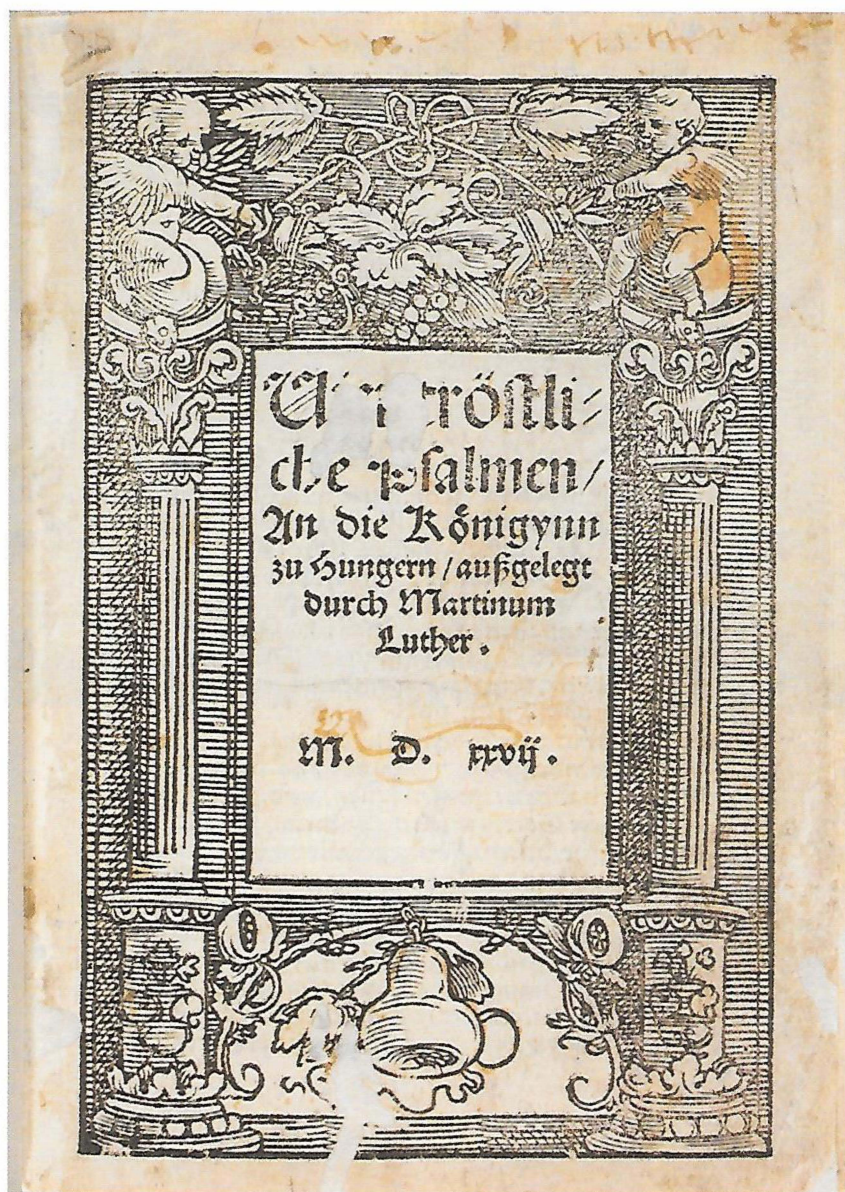 tröstli⸗
che psalmen/
An die Königynn
zu Hungern/außgelegt
durch Martinum
Luther.
M. D. xxvij.